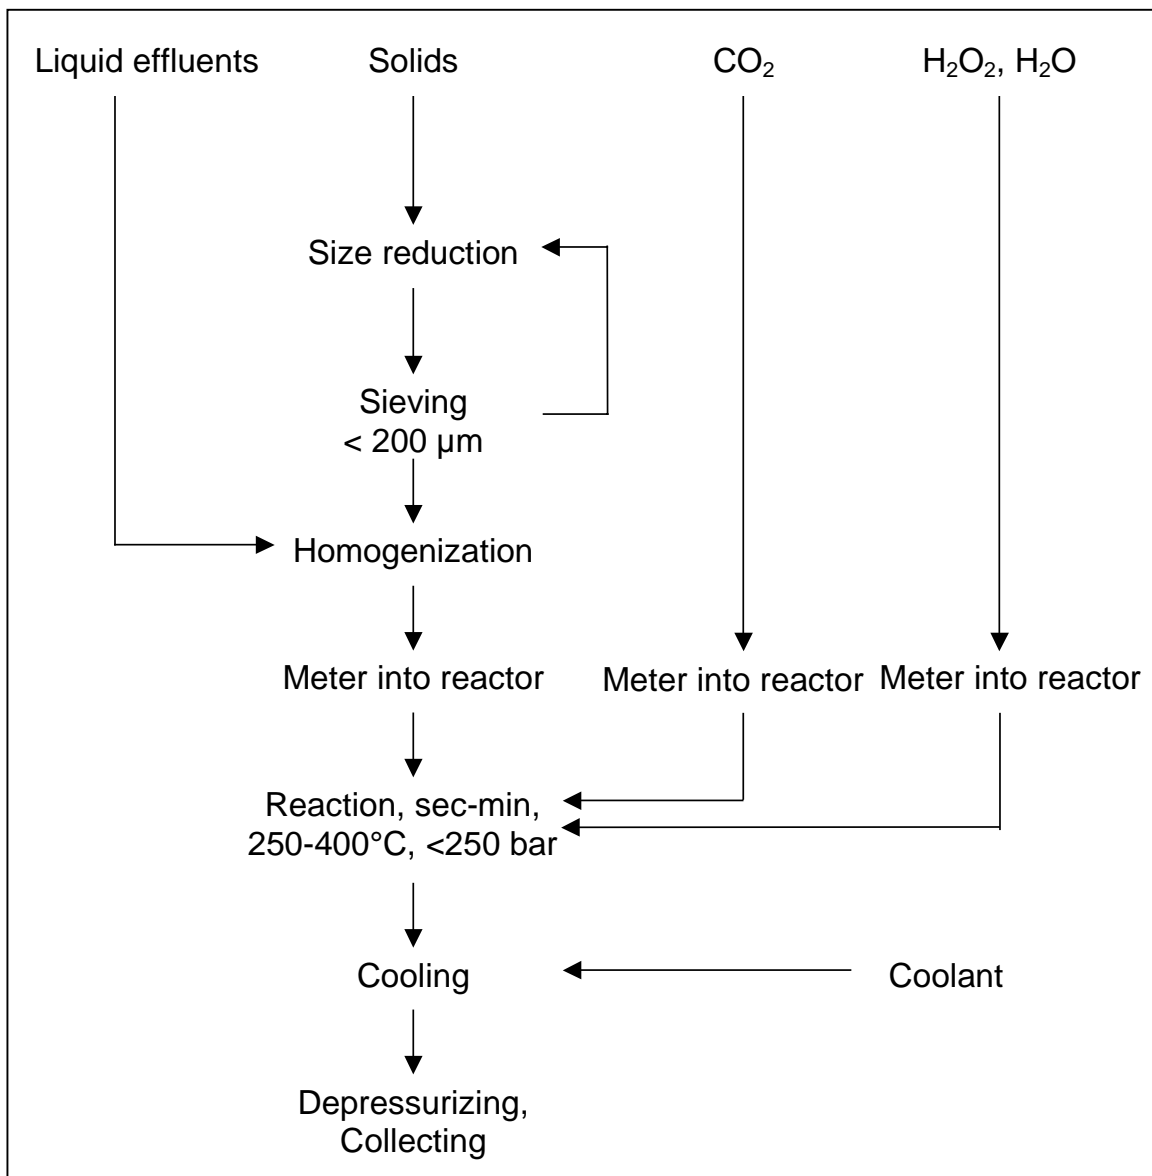 Liquid effluents
Solids
CO₂
H₂O₂, H₂O
Size reduction
Sieving
< 200 µm
Homogenization
Meter into reactor
Meter into reactor
Meter into reactor
Reaction, sec-min,
250-400°C, <250 bar
Cooling
Coolant
Depressurizing,
Collecting